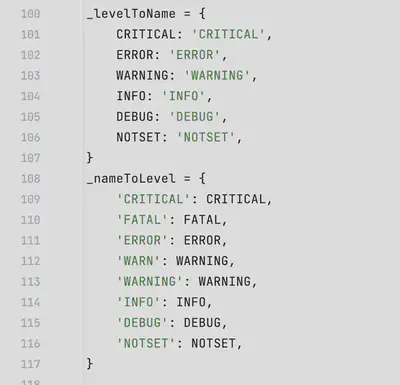 100 _levelToName = {
101     CRITICAL: 'CRITICAL',
102     ERROR: 'ERROR',
103     WARNING: 'WARNING',
104     INFO: 'INFO',
105     DEBUG: 'DEBUG',
106     NOTSET: 'NOTSET',
107 }
108 _nameToLevel = {
109     'CRITICAL': CRITICAL,
110     'FATAL': FATAL,
111     'ERROR': ERROR,
112     'WARN': WARNING,
113     'WARNING': WARNING,
114     'INFO': INFO,
115     'DEBUG': DEBUG,
116     'NOTSET': NOTSET,
117 }
118